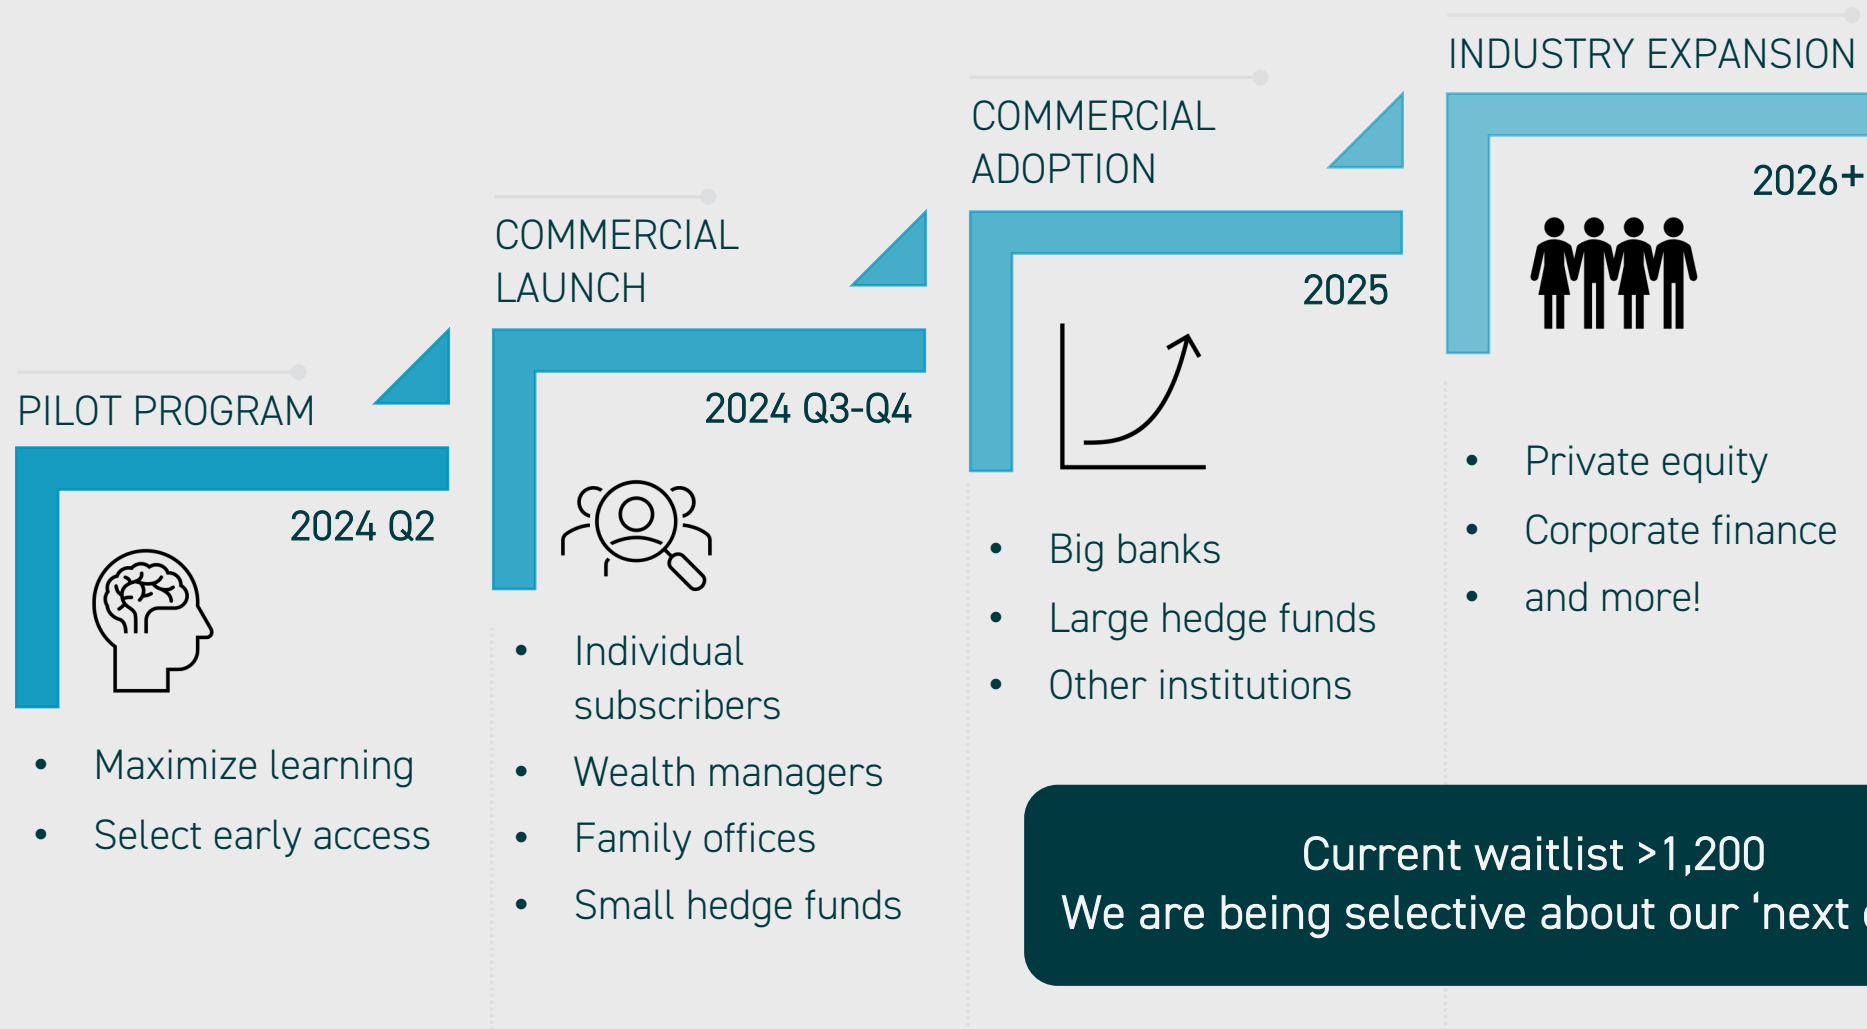 PILOT PROGRAM
2024 Q2
• Maximize learning
• Select early access
COMMERCIAL
LAUNCH
2024 Q3-Q4
• Individual
subscribers
• Wealth managers
• Family offices
• Small hedge funds
COMMERCIAL
ADOPTION
2025
• Big banks
• Large hedge funds
• Other institutions
INDUSTRY EXPANSION
2026+
• Private equity
• Corporate finance
• and more!
Current waitlist >1,200
We are being selective about our ‘next